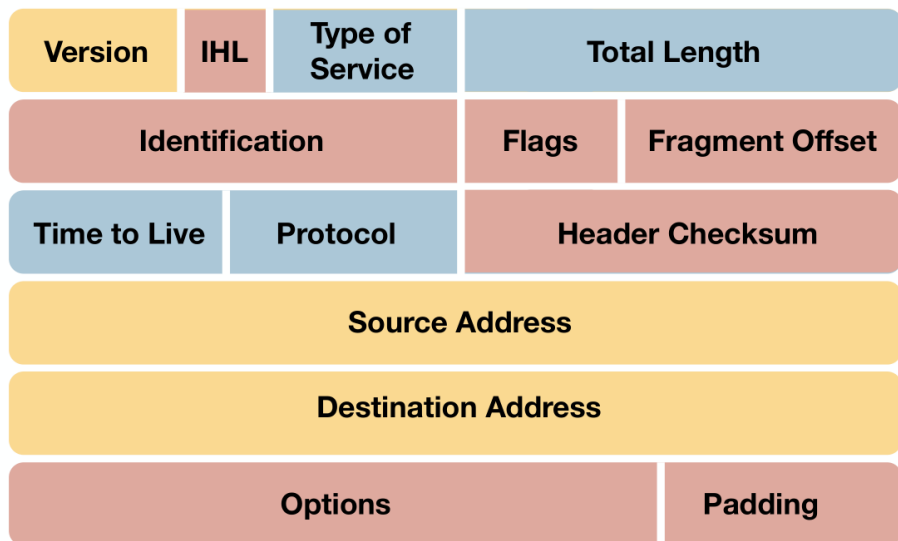 Version IHL Type of Service Total Length
Identification Flags Fragment Offset
Time to Live Protocol Header Checksum
Source Address
Destination Address
Options Padding